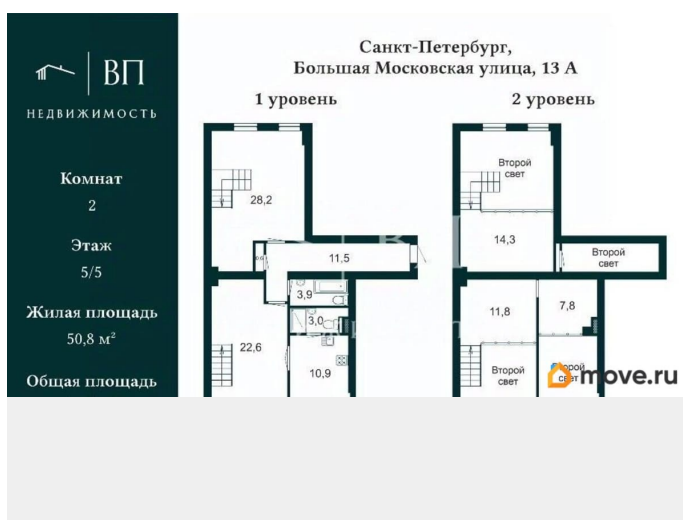 ВП
НЕДВИЖИМОСТЬ
Комнат
2
Этаж
5/5
Жилая площадь
50,8 м²
Общая площадь
Санкт-Петербург,
Большая Московская улица, 13 А
1 уровень
28,2
11,5
3,9
3,0
22,6
10,9
2 уровень
Второй
свет
14,3
Второй
свет
11,8
7,8
Второй
свет
Второй
свет
move.ru